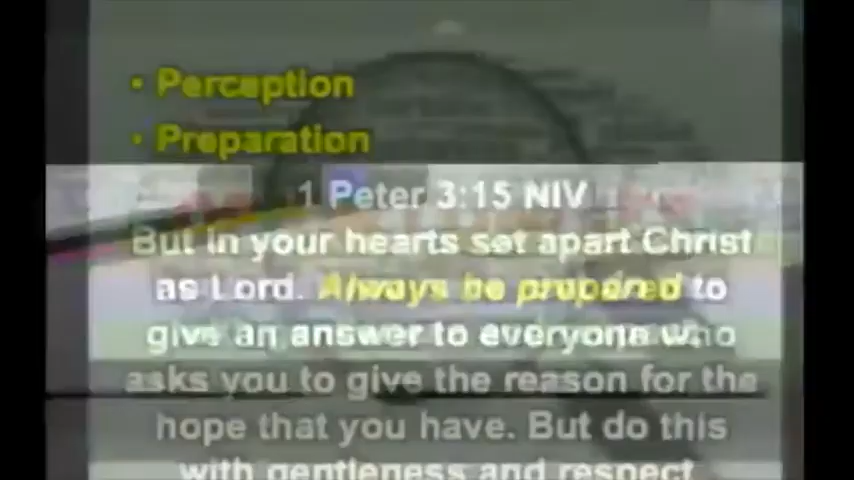 • Perception
• Preparation
1 Peter 3:15 NIV
But in your hearts set apart Christ
as Lord. Always be prepared to
give an answer to everyone who
asks you to give the reason for the
hope that you have. But do this
with gentleness and respect